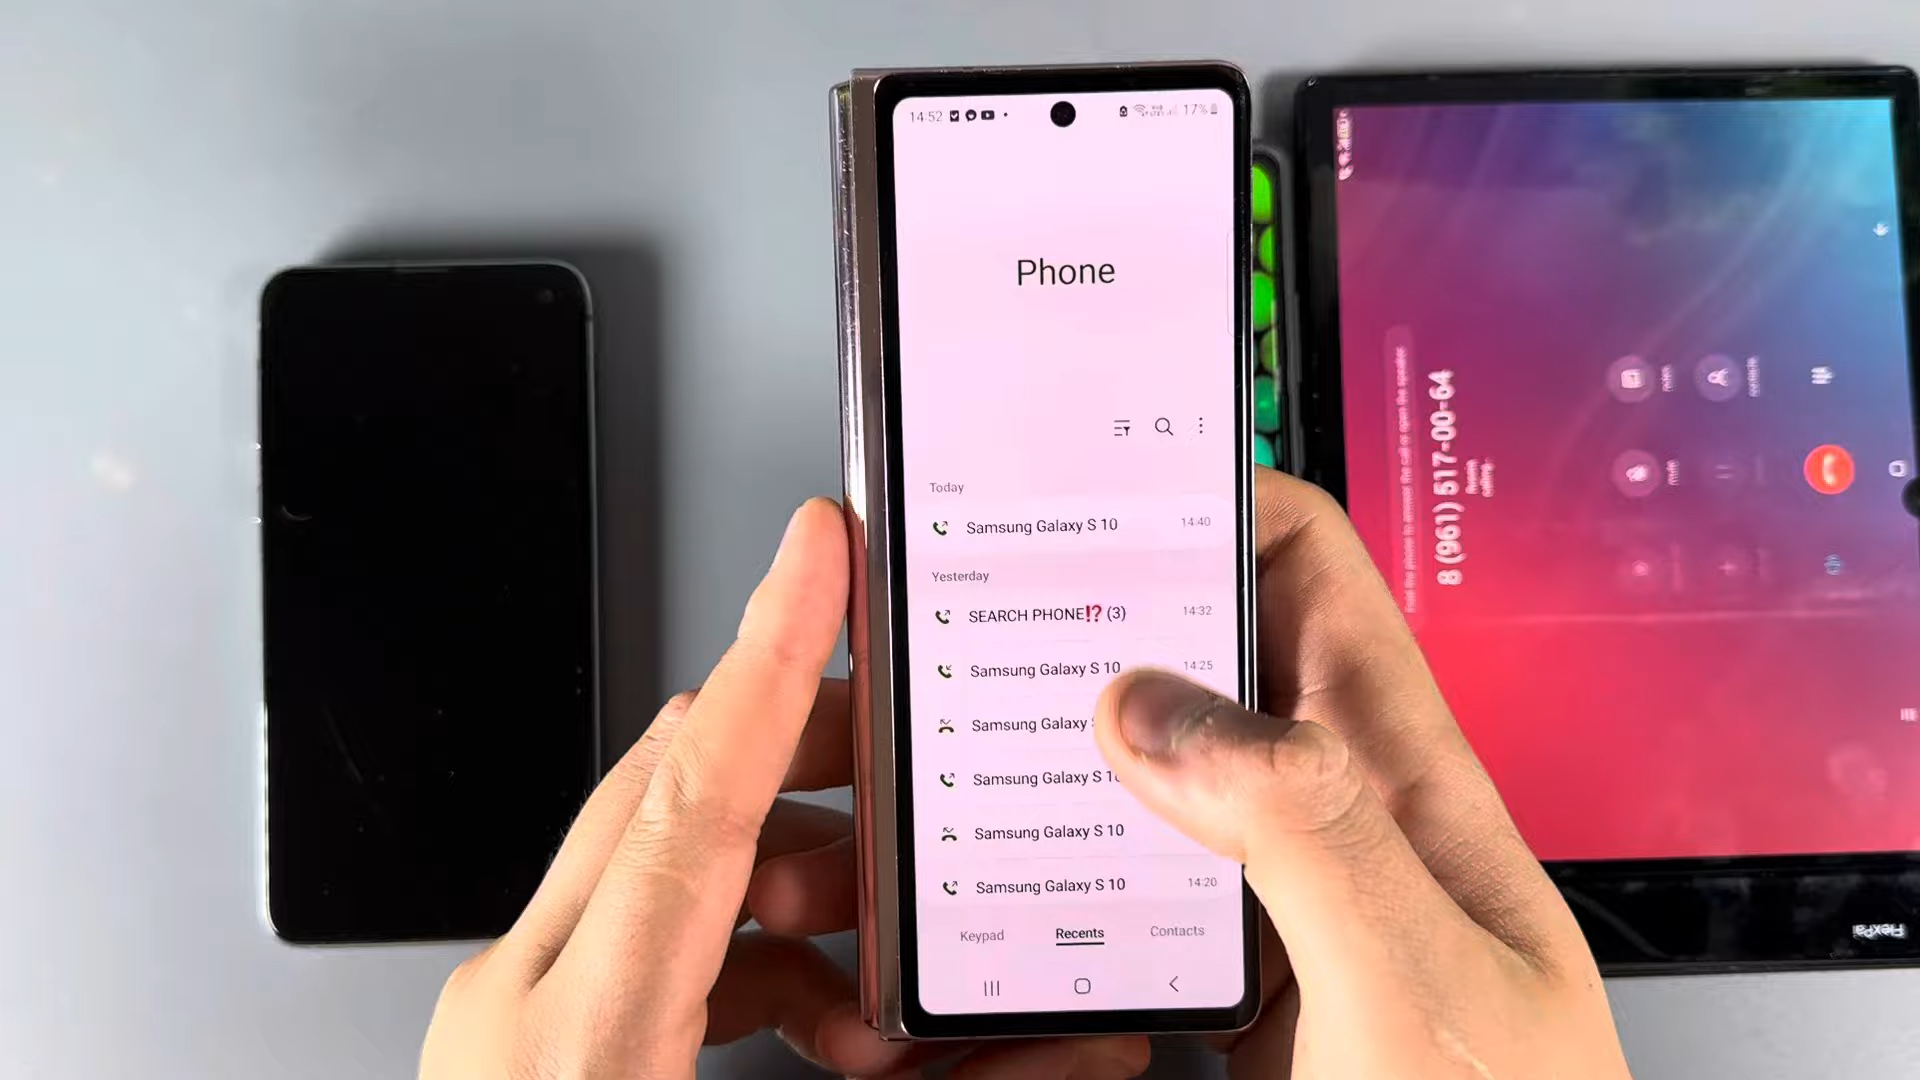 14:52
17%
Phone
Today
Samsung Galaxy S 10
14:40
Yesterday
SEARCH PHONE⁉️ (3)
14:32
Samsung Galaxy S 10
14:25
Samsung Galaxy
Samsung Galaxy S
Samsung Galaxy S 10
Samsung Galaxy S 10
14:20
Keypad
Recents
Contacts
8 (961) 517-00-64
mute
FlexPai